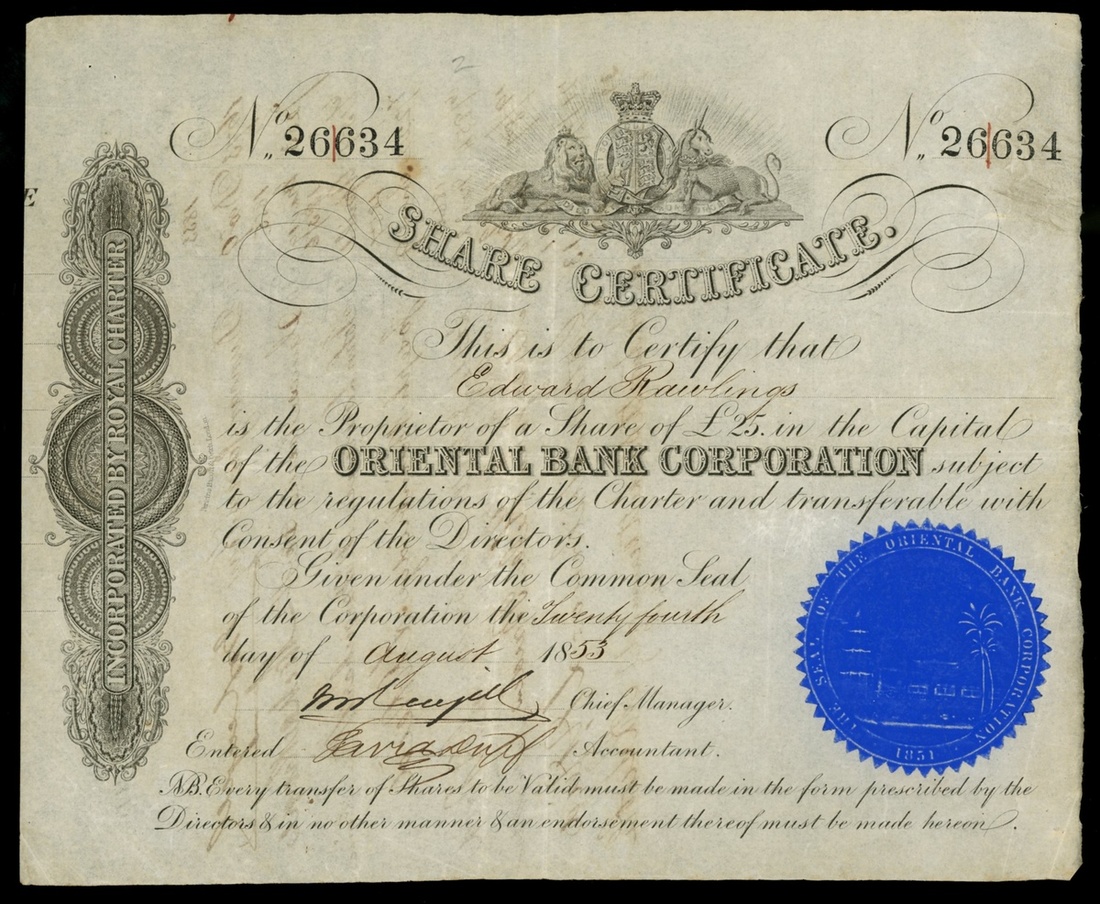 2
No 26634
No 26634
E
SHARE CERTIFICATE.
INCORPORATED BY ROYAL CHARTER
This is to Certify that
Edward Rawlings
is the Proprietor of a Share of £25. in the Capital
of the ORIENTAL BANK CORPORATION subject
to the regulations of the Charter and transferable with
Consent of the Directors.
Given under the Common Seal
of the Corporation the Twenty fourth
day of August 1853
Chief Manager.
Entered Accountant.
NB. Every transfer of Shares to be Valid must be made in the form prescribed by the
Directors & in no other manner & an endorsement thereof must be made hereon.
THE SEAL OF THE ORIENTAL BANK CORPORATION
1851